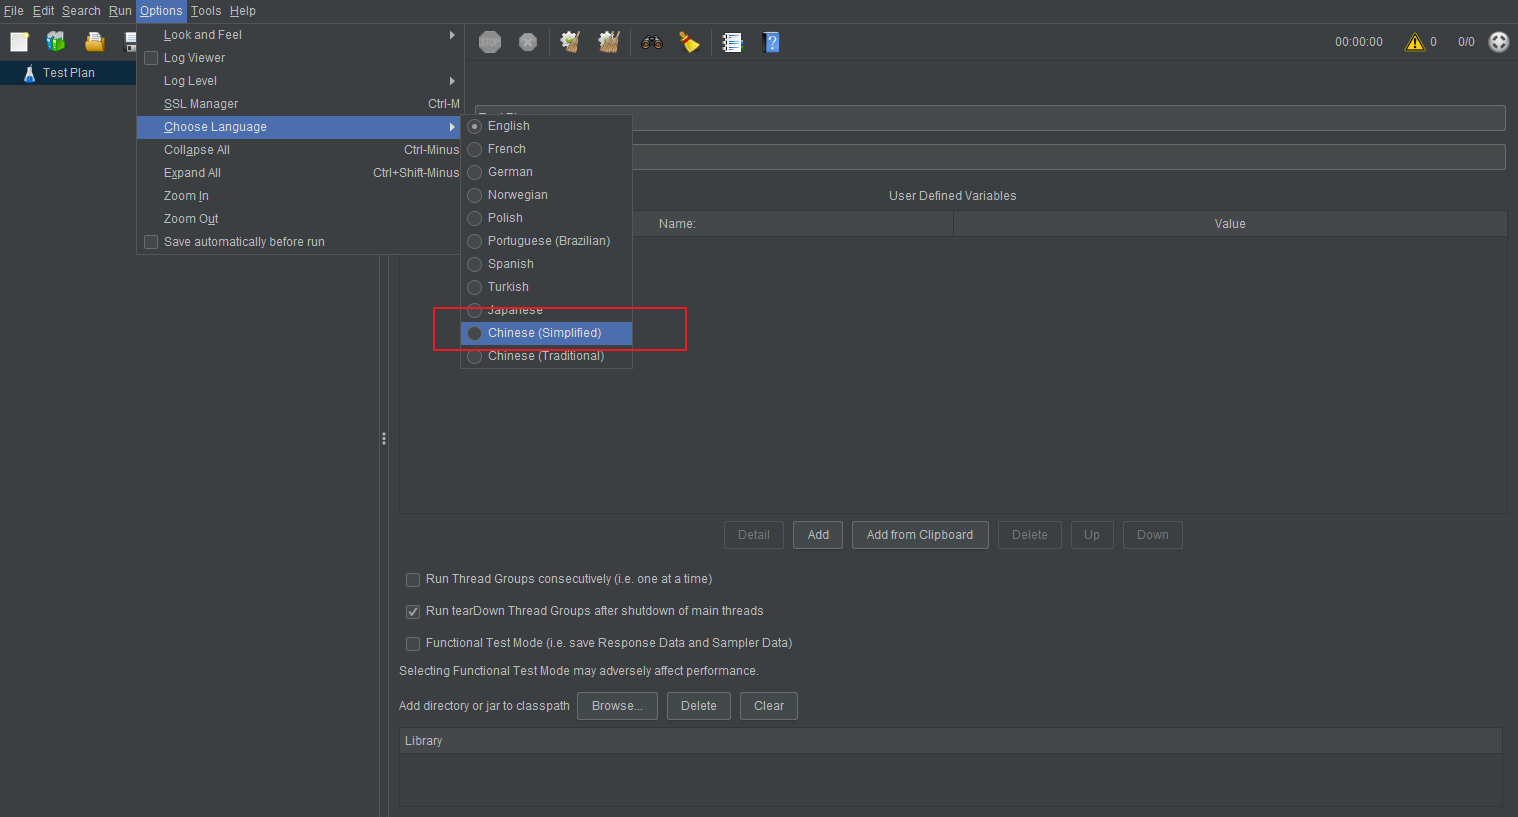 File Edit Search Run Options Tools Help
STOP 00:00:00 0 0/0
Test Plan
Look and Feel
Log Viewer
Log Level
SSL Manager Ctrl-M
Choose Language
Collapse All Ctrl-Minus
Expand All Ctrl+Shift-Minus
Zoom In
Zoom Out
Save automatically before run
English
French
German
Norwegian
Polish
Portuguese (Brazilian)
Spanish
Turkish
Japanese
Chinese (Simplified)
Chinese (Traditional)
User Defined Variables
Name: Value
Detail Add Add from Clipboard Delete Up Down
Run Thread Groups consecutively (i.e. one at a time)
Run tearDown Thread Groups after shutdown of main threads
Functional Test Mode (i.e. save Response Data and Sampler Data)
Selecting Functional Test Mode may adversely affect performance.
Add directory or jar to classpath Browse... Delete Clear
Library